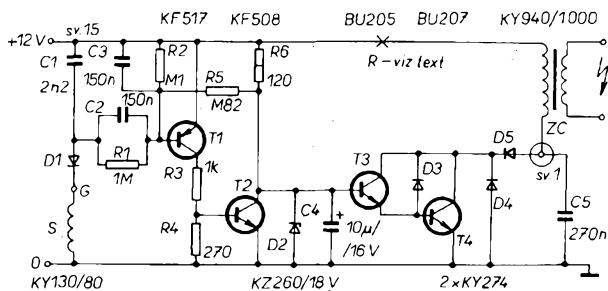 KF517 KF508 BU205 BU207 KY940/1000
+12 V sv.15
C1 C3 R2 R6
2n2 150n M1 R5 120 R-viz text
150n M82
C2
T1 ZC
D1 R1 R3 1k T3 D3 D5
1M T2 sv.1
G C4 D4 C5
S R4 T4
270 D2 10µ/ 270n
/16 V
0
KY130/80 KZ260/18 V 2×KY274